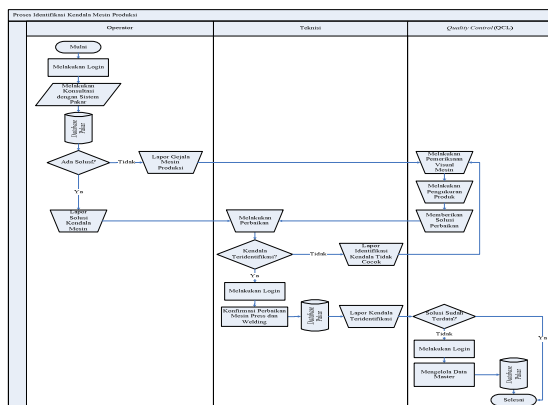 Proses Identifikasi Kendala Mesin Produksi
Operator
Teknisi
Quality Control (QCL)
Mulai
Melakukan Login
Melakukan
Konsultasi
dengan Sistem
Pakar
Database
Pakar
Ada Solusi?
Tidak
Lapor Gejala
Mesin
Produksi
Melakukan
Pemeriksaan
Visual
Mesin
Melakukan
Pengukuran
Produk
Ya
Lapor
Solusi
Kendala
Mesin
Melakukan
Perbaikan
Memberikan
Solusi
Perbaikan
Kendala
Teridentifikasi?
Tidak
Lapor
Identifikasi
Kendala Tidak
Cocok
Ya
Melakukan Login
Konfirmasi Perbaikan
Mesin Press dan
Welding
Database
Pakar
Lapor Kendala
Teridentifikasi
Solusi Sudah
Terdata?
Ya
Tidak
Melakukan Login
Mengelola Data
Master
Database
Pakar
Selesai